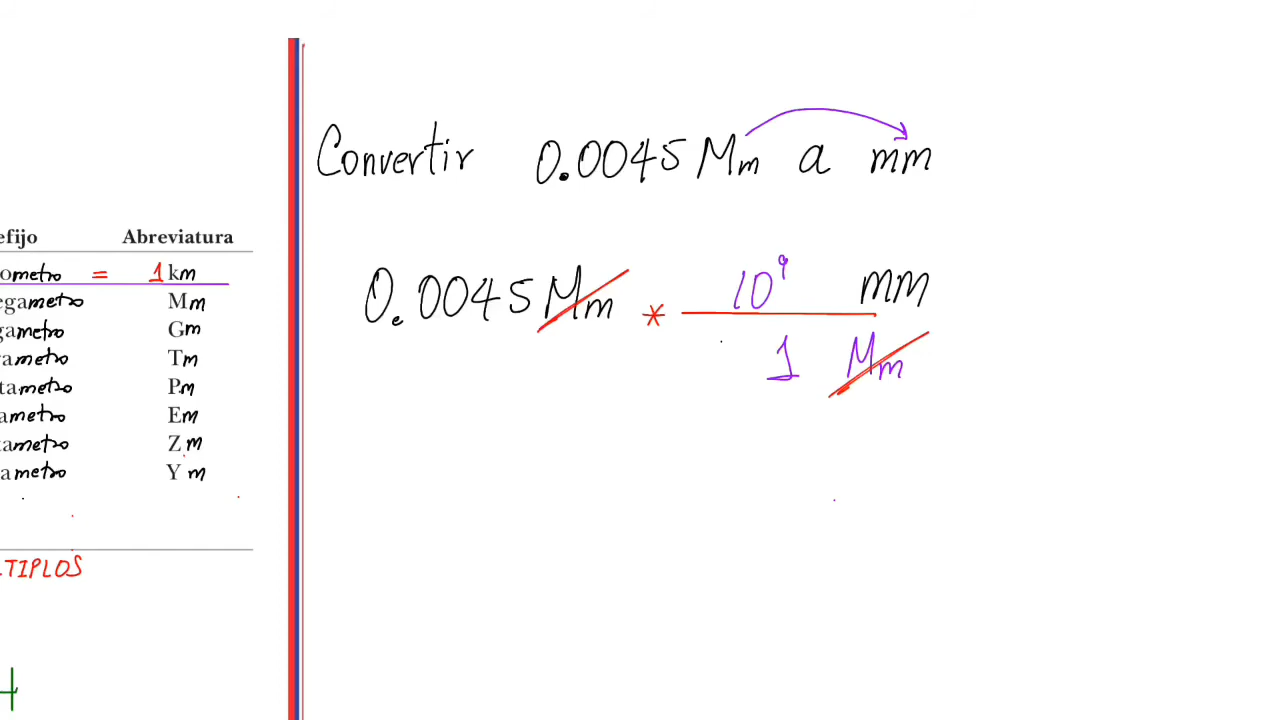 efijo Abreviatura
ometro = 1 km
egametro Mm
gametro Gm
ametro Tm
tametro Pm
ametro Em
tametro Zm
ametro Ym
TIPLOS
Convertir 0.0045 Mm a mm
0.0045 Mm * 10⁹ mm
1 Mm